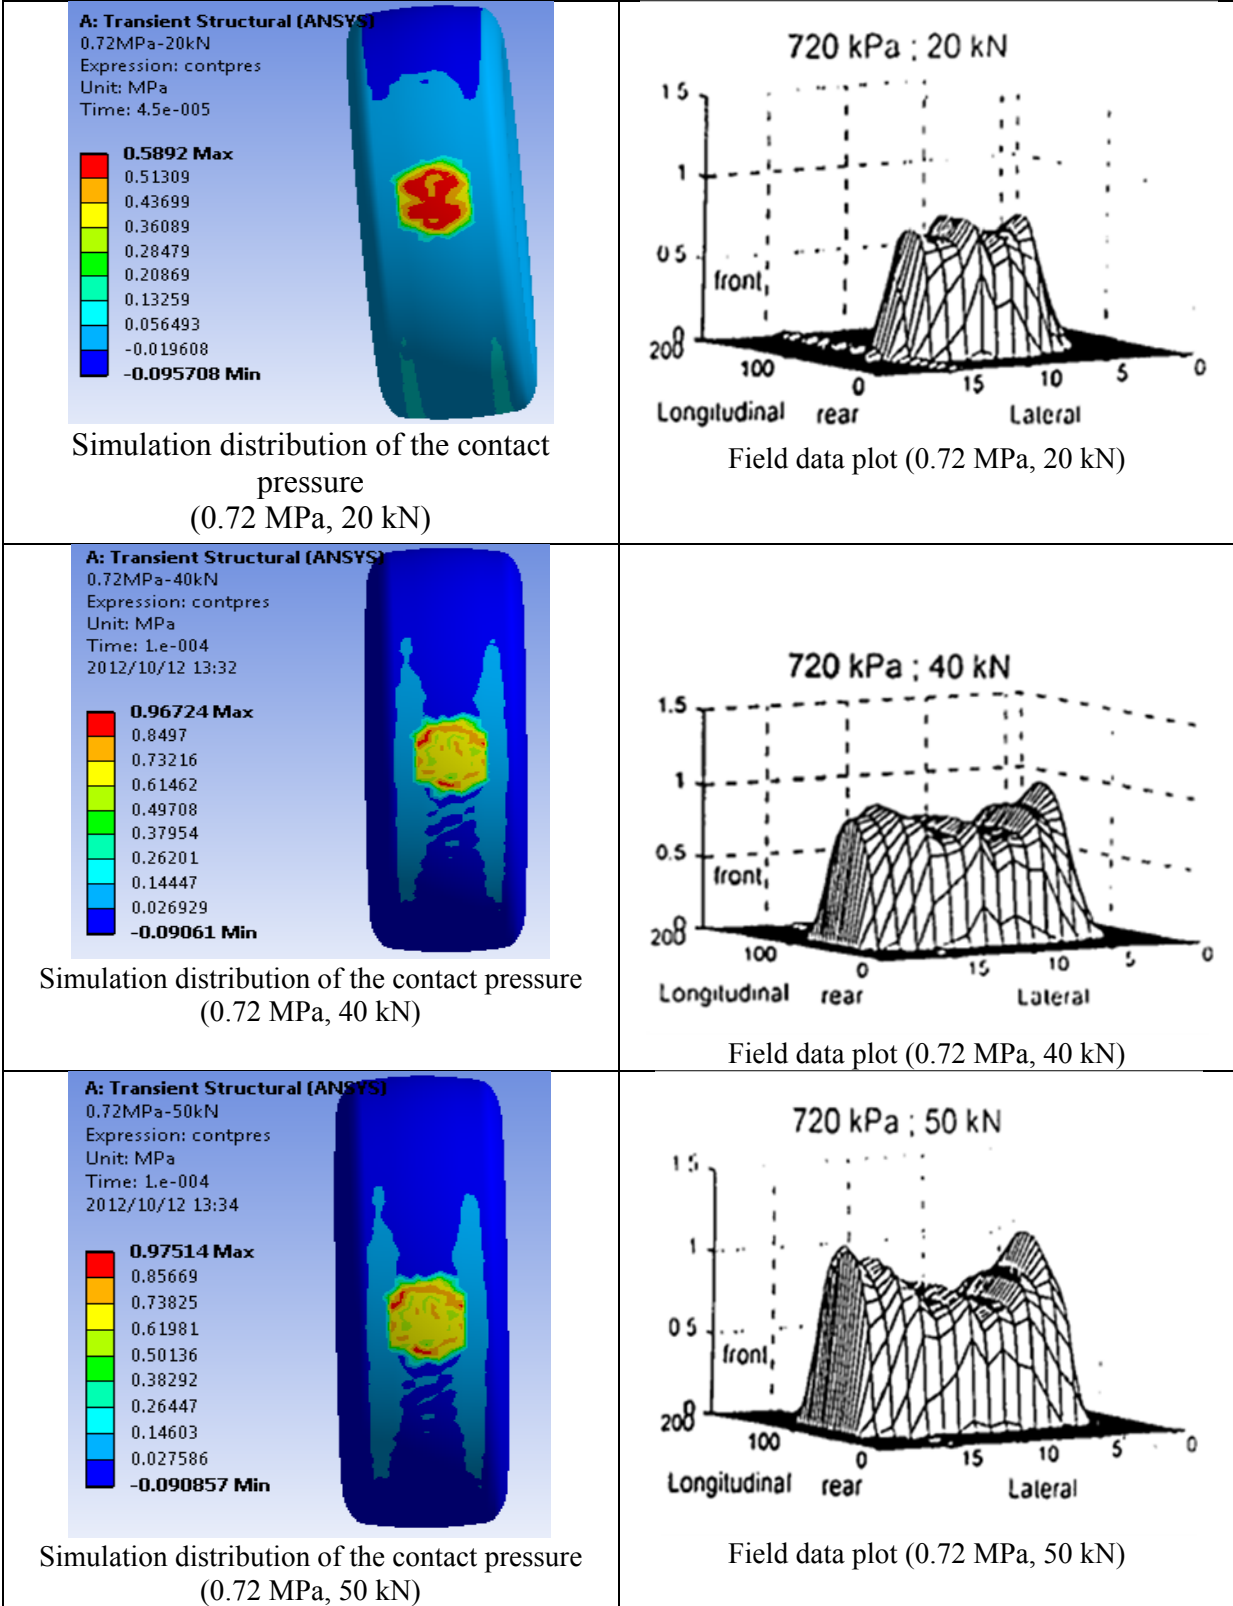 A: Transient Structural (ANSYS)
0.72MPa-20kN
Expression: contpres
Unit: MPa
Time: 4.5e-005
0.5892 Max
0.51309
0.43699
0.36089
0.28479
0.20869
0.13259
0.056493
-0.019608
-0.095708 Min
Simulation distribution of the contact
pressure
(0.72 MPa, 20 kN)
720 kPa ; 20 kN
1 5
1
0 5
0
front
200
100
0
15
10
5
0
Longitudinal rear Lateral
Field data plot (0.72 MPa, 20 kN)
A: Transient Structural (ANSYS)
0.72MPa-40kN
Expression: contpres
Unit: MPa
Time: 1.e-004
2012/10/12 13:32
0.96724 Max
0.8497
0.73216
0.61462
0.49708
0.37954
0.26201
0.14447
0.026929
-0.09061 Min
Simulation distribution of the contact pressure
(0.72 MPa, 40 kN)
720 kPa ; 40 kN
1.5
1
0.5
0
front
200
100
0
15
10
5
0
Longitudinal rear Lateral
Field data plot (0.72 MPa, 40 kN)
A: Transient Structural (ANSYS)
0.72MPa-50kN
Expression: contpres
Unit: MPa
Time: 1.e-004
2012/10/12 13:34
0.97514 Max
0.85669
0.73825
0.61981
0.50136
0.38292
0.26447
0.14603
0.027586
-0.090857 Min
Simulation distribution of the contact pressure
(0.72 MPa, 50 kN)
720 kPa ; 50 kN
1.5
1
0 5
0
front
200
100
0
15
10
5
0
Longitudinal rear Lateral
Field data plot (0.72 MPa, 50 kN)